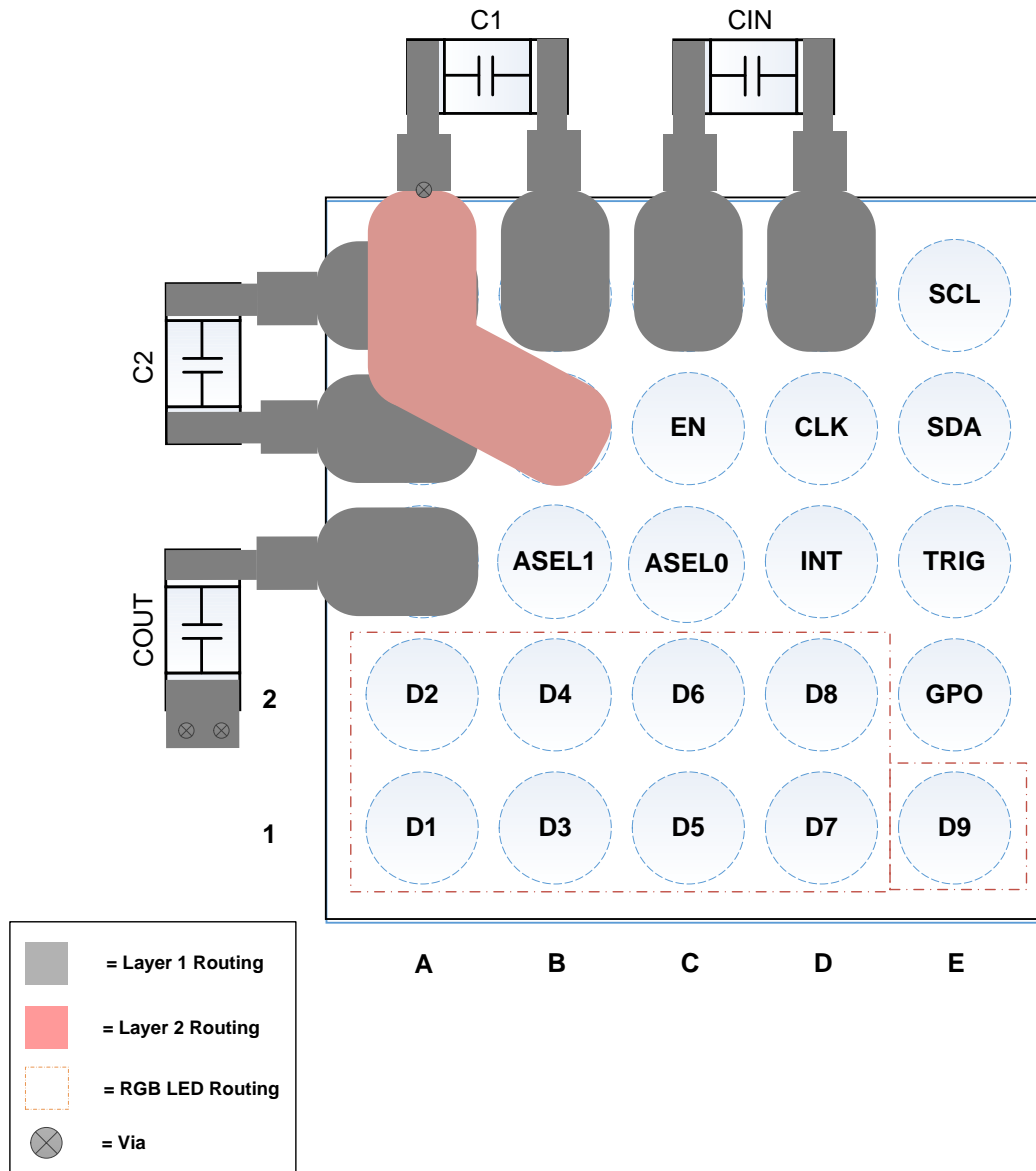 C1
CIN
SCL
C2
EN
CLK
SDA
ASEL1
ASEL0
INT
TRIG
COUT
2
D2
D4
D6
D8
GPO
1
D1
D3
D5
D7
D9
A
B
C
D
E
= Layer 1 Routing
= Layer 2 Routing
= RGB LED Routing
= Via